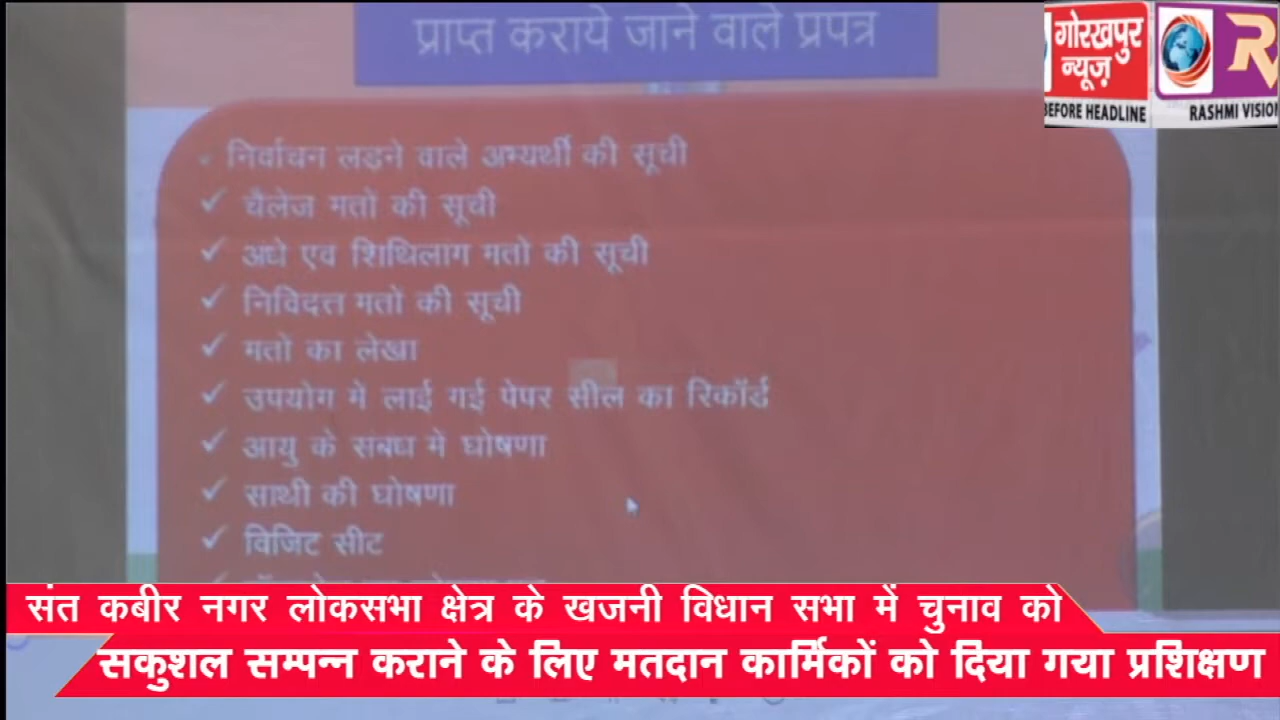 प्राप्त कराये जाने वाले प्रपत्र
गोरखपुर
न्यूज़
BEFORE HEADLINE
R
RASHMI VISION
निर्वाचन लड़ने वाले अभ्यर्थी की सूची
✓ चैलेज मतो की सूची
✓ अधे एव शिथिलाग मतो की सूची
✓ निविदत्त मतो की सूची
✓ मतो का लेखा
✓ उपयोग मे लाई गई पेपर सील का रिकॉर्ड
✓ आयु के संबध मे घोषणा
✓ साथी की घोषणा
✓ विजिट सीट
संत कबीर नगर लोकसभा क्षेत्र के खजनी विधान सभा में चुनाव को
सकुशल सम्पन्न कराने के लिए मतदान कार्मिकों को दिया गया प्रशिक्षण